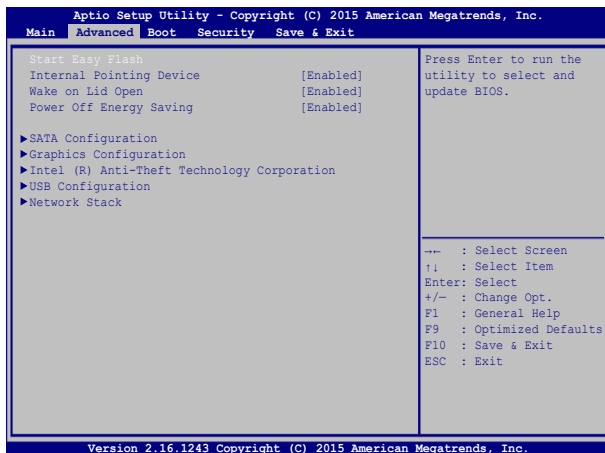 Aptio Setup Utility - Copyright (C) 2015 American Megatrends, Inc.
Main Advanced Boot Security Save & Exit
Start Easy Flash
Internal Pointing Device [Enabled]
Wake on Lid Open [Enabled]
Power Off Energy Saving [Enabled]
▶SATA Configuration
▶Graphics Configuration
▶Intel (R) Anti-Theft Technology Corporation
▶USB Configuration
▶Network Stack
Press Enter to run the
utility to select and
update BIOS.
→← : Select Screen
↑↓ : Select Item
Enter: Select
+/— : Change Opt.
F1 : General Help
F9 : Optimized Defaults
F10 : Save & Exit
ESC : Exit
Version 2.16.1243 Copyright (C) 2015 American Megatrends, Inc.